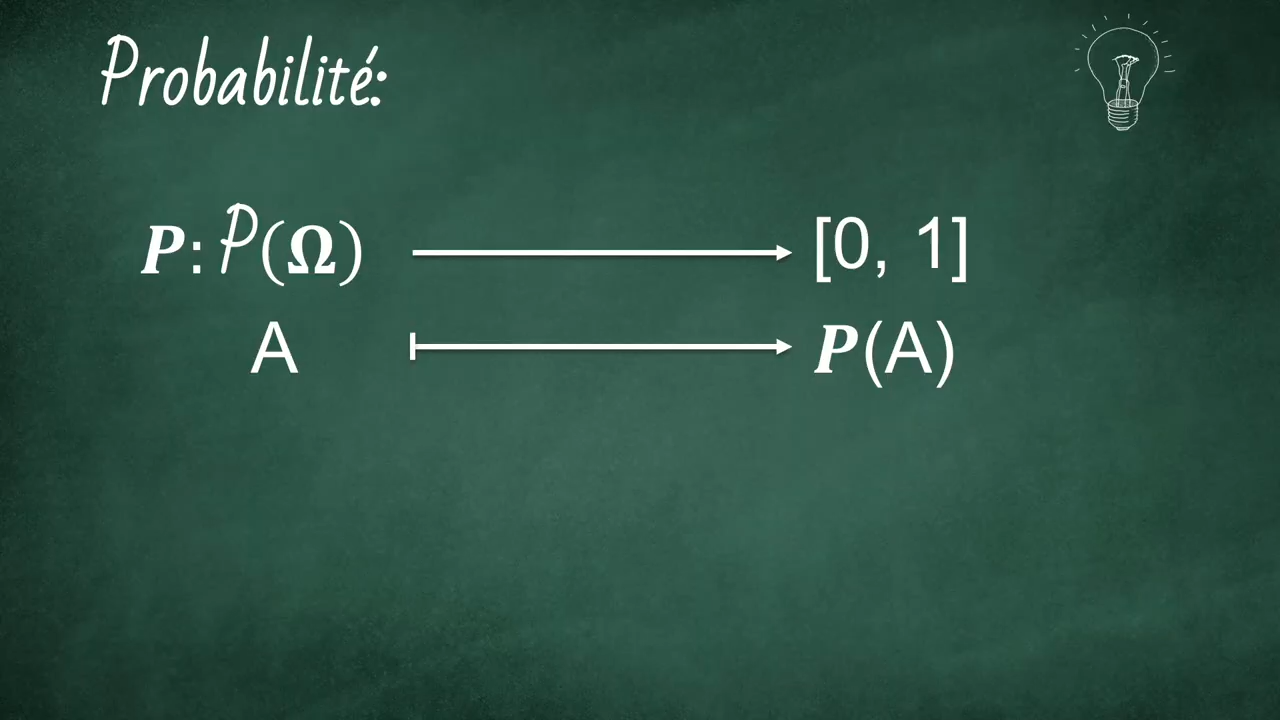 Probabilité:
P: P(Ω) ⟶ [0, 1]
A ⟼ P(A)